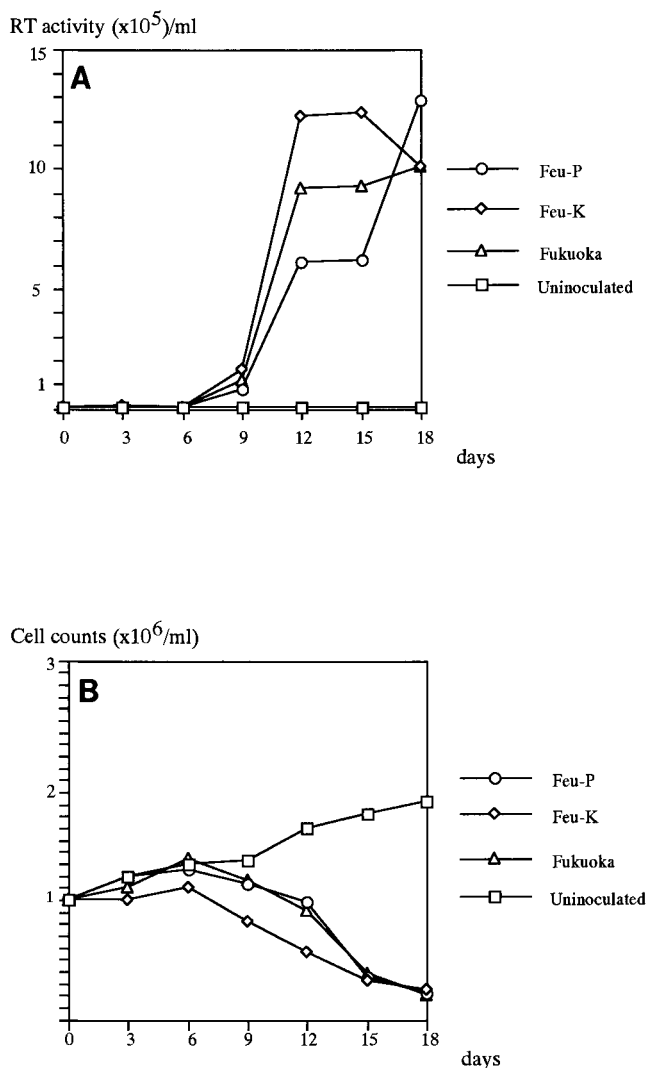 RT activity (x10^5)/ml
15
A
10
5
1
0 3 6 9 12 15 18
days
Feu-P
Feu-K
Fukuoka
Uninoculated
Cell counts (x10^6/ml)
3
B
2
1
0 3 6 9 12 15 18
days
Feu-P
Feu-K
Fukuoka
Uninoculated